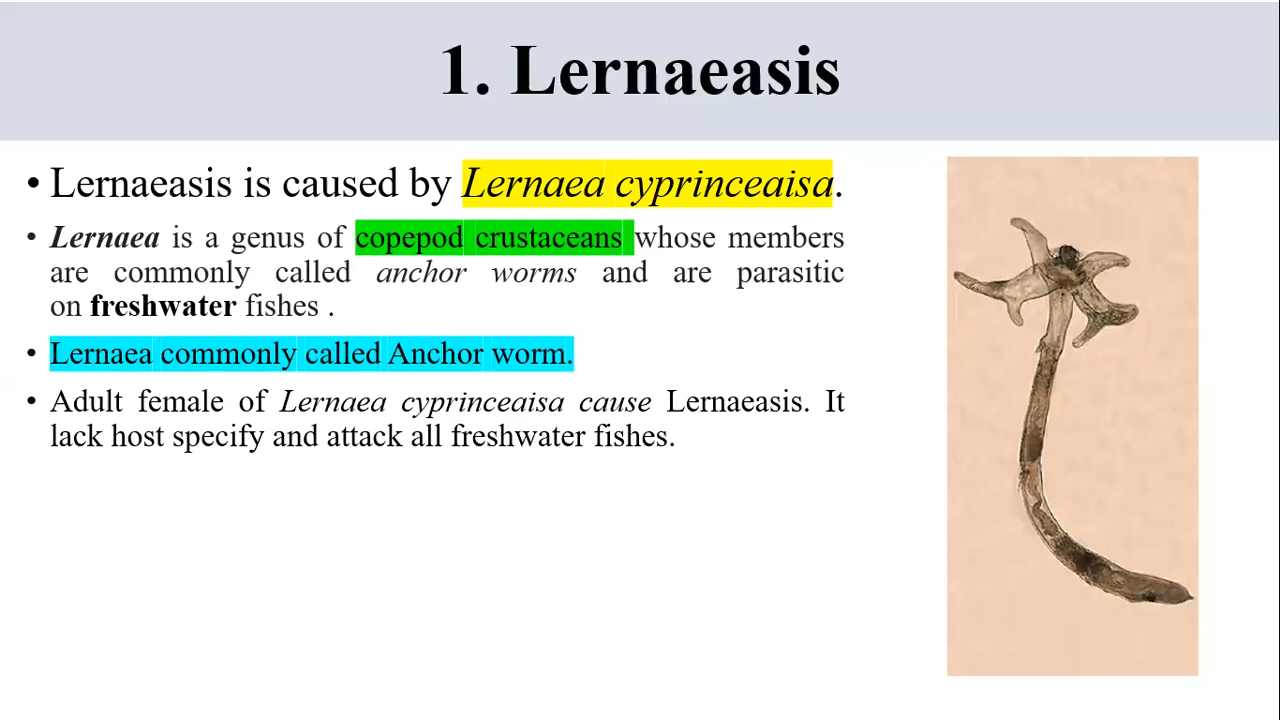 1. Lernaeasis
• Lernaeasis is caused by Lernaea cyprinceaisa.
• Lernaea is a genus of copepod crustaceans whose members
are commonly called anchor worms and are parasitic
on freshwater fishes .
• Lernaea commonly called Anchor worm.
• Adult female of Lernaea cyprinceaisa cause Lernaeasis. It
lack host specify and attack all freshwater fishes.